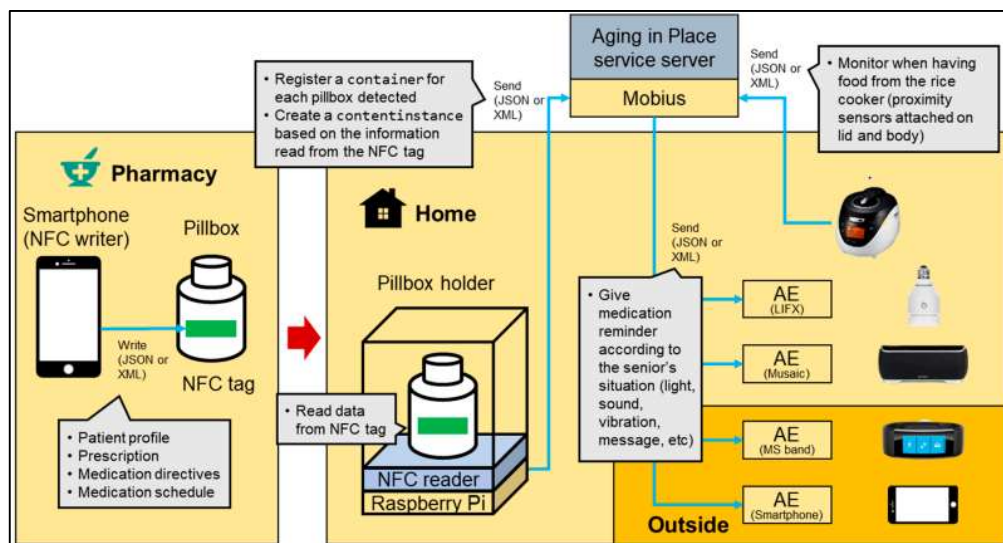 Aging in Place
service server
Mobius
• Register a container for
each pillbox detected
• Create a contentinstance
based on the information
read from the NFC tag
Send
(JSON or
XML)
Send
(JSON or
XML)
• Monitor when having
food from the rice
cooker (proximity
sensors attached on
lid and body)
Pharmacy
Smartphone
(NFC writer)
Pillbox
Write
(JSON or
XML)
NFC tag
• Patient profile
• Prescription
• Medication directives
• Medication schedule
Home
Pillbox holder
• Read data
from NFC tag
NFC reader
Raspberry Pi
Send
(JSON or
XML)
• Give
medication
reminder
according to
the senior's
situation (light,
sound,
vibration,
message, etc)
AE
(LIFX)
AE
(Musaic)
AE
(MS band)
AE
(Smartphone)
Outside